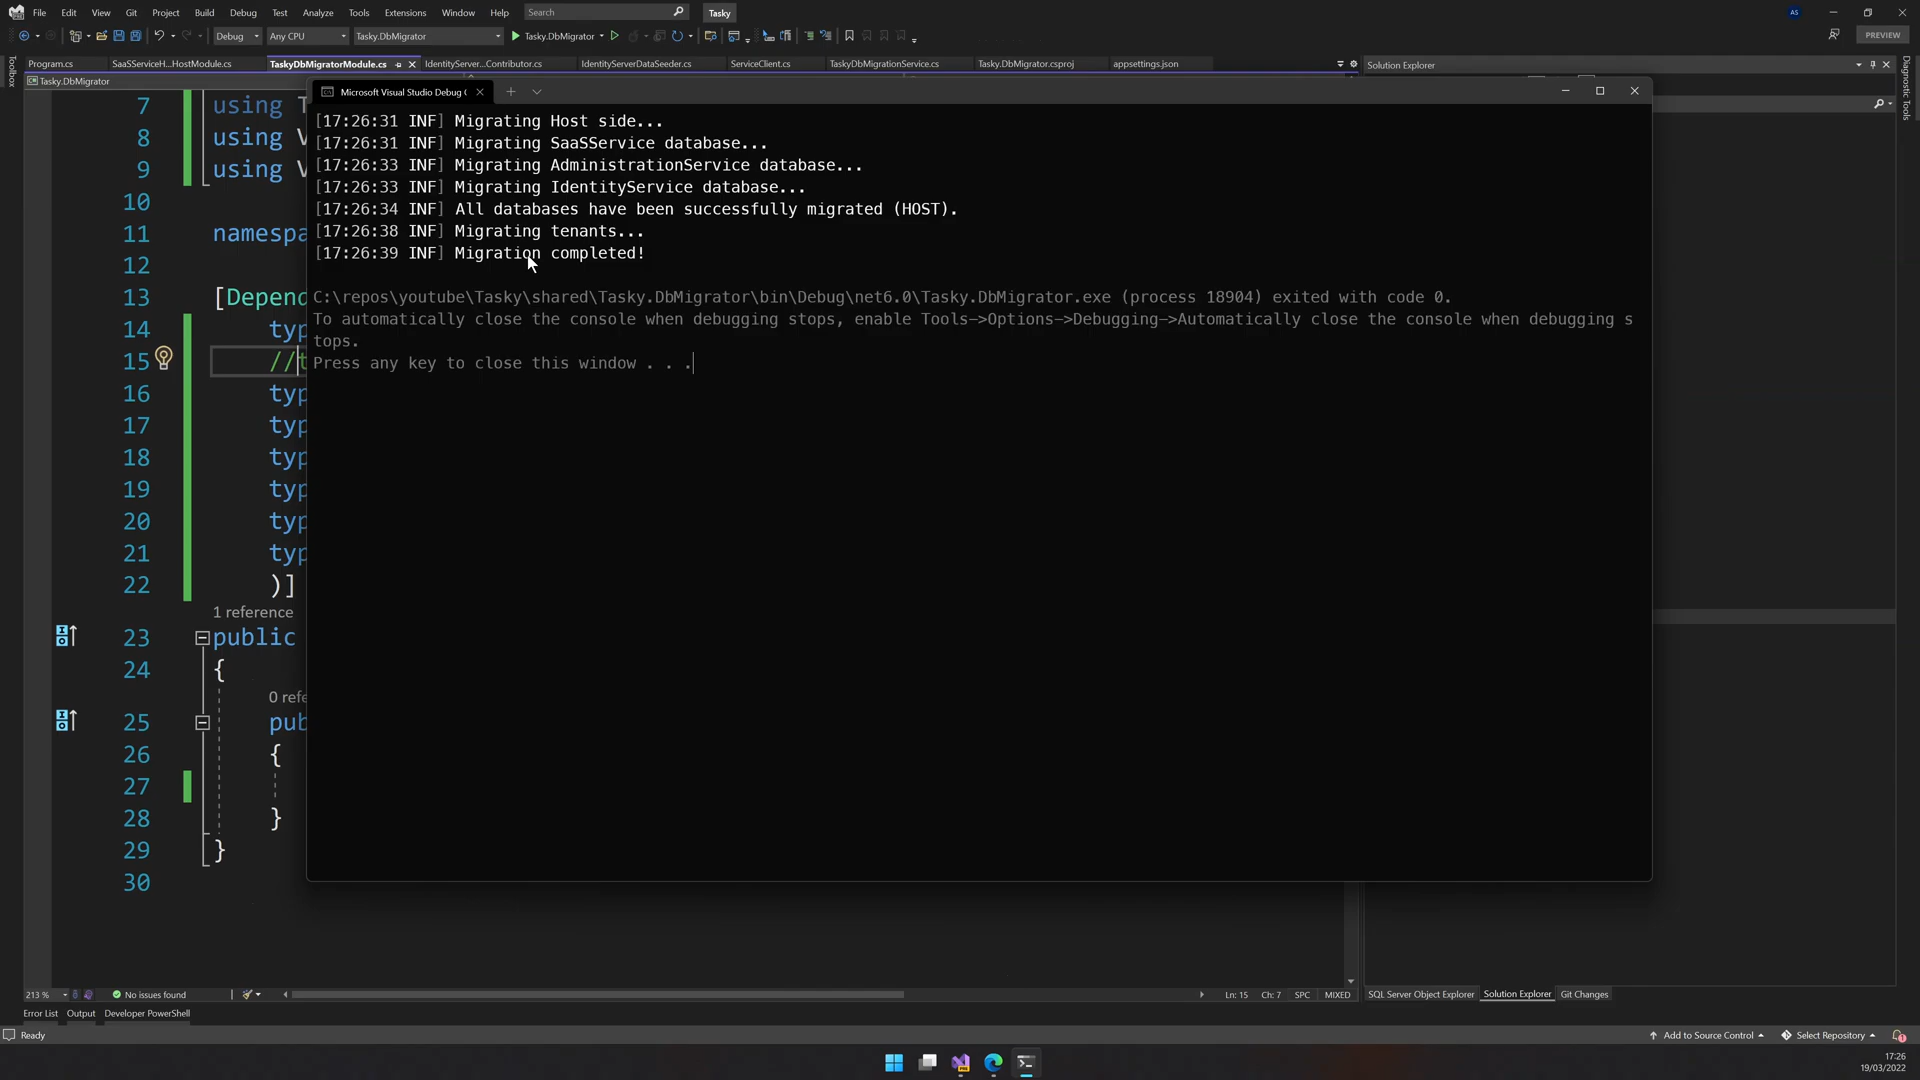 File Edit View Git Project Build Debug Test Analyze Tools Extensions Window Help Search Tasky AS
Debug Any CPU Tasky.DbMigrator Tasky.DbMigrator PREVIEW
Program.cs SaaSServiceH...HostModule.cs TaskyDbMigratorModule.cs IdentityServer...Contributor.cs IdentityServerDataSeeder.cs ServiceClient.cs TaskyDbMigrationService.cs Tasky.DbMigrator.csproj appsettings.json Solution Explorer
Toolbox
Diagnostic Tools
Tasky.DbMigrator
Microsoft Visual Studio Debug
[17:26:31 INF] Migrating Host side...
[17:26:31 INF] Migrating SaaSService database...
[17:26:33 INF] Migrating AdministrationService database...
[17:26:33 INF] Migrating IdentityService database...
[17:26:34 INF] All databases have been successfully migrated (HOST).
[17:26:38 INF] Migrating tenants...
[17:26:39 INF] Migration completed!
C:\repos\youtube\Tasky\shared\Tasky.DbMigrator\bin\Debug\net6.0\Tasky.DbMigrator.exe (process 18904) exited with code 0.
To automatically close the console when debugging stops, enable Tools->Options->Debugging->Automatically close the console when debugging s
tops.
Press any key to close this window . . .
7 using
8 using
9 using
10
11 namespa
12
13 [Depend
14 typ
15 //
16 typ
17 typ
18 typ
19 typ
20 typ
21 typ
22 )]
1 reference
23 public
24 {
0 refe
25 pub
26 {
27
28 }
29 }
30
213 % No issues found Ln: 15 Ch: 7 SPC MIXED SQL Server Object Explorer Solution Explorer Git Changes
Error List Output Developer PowerShell
Ready Add to Source Control Select Repository
17:26
19/03/2022